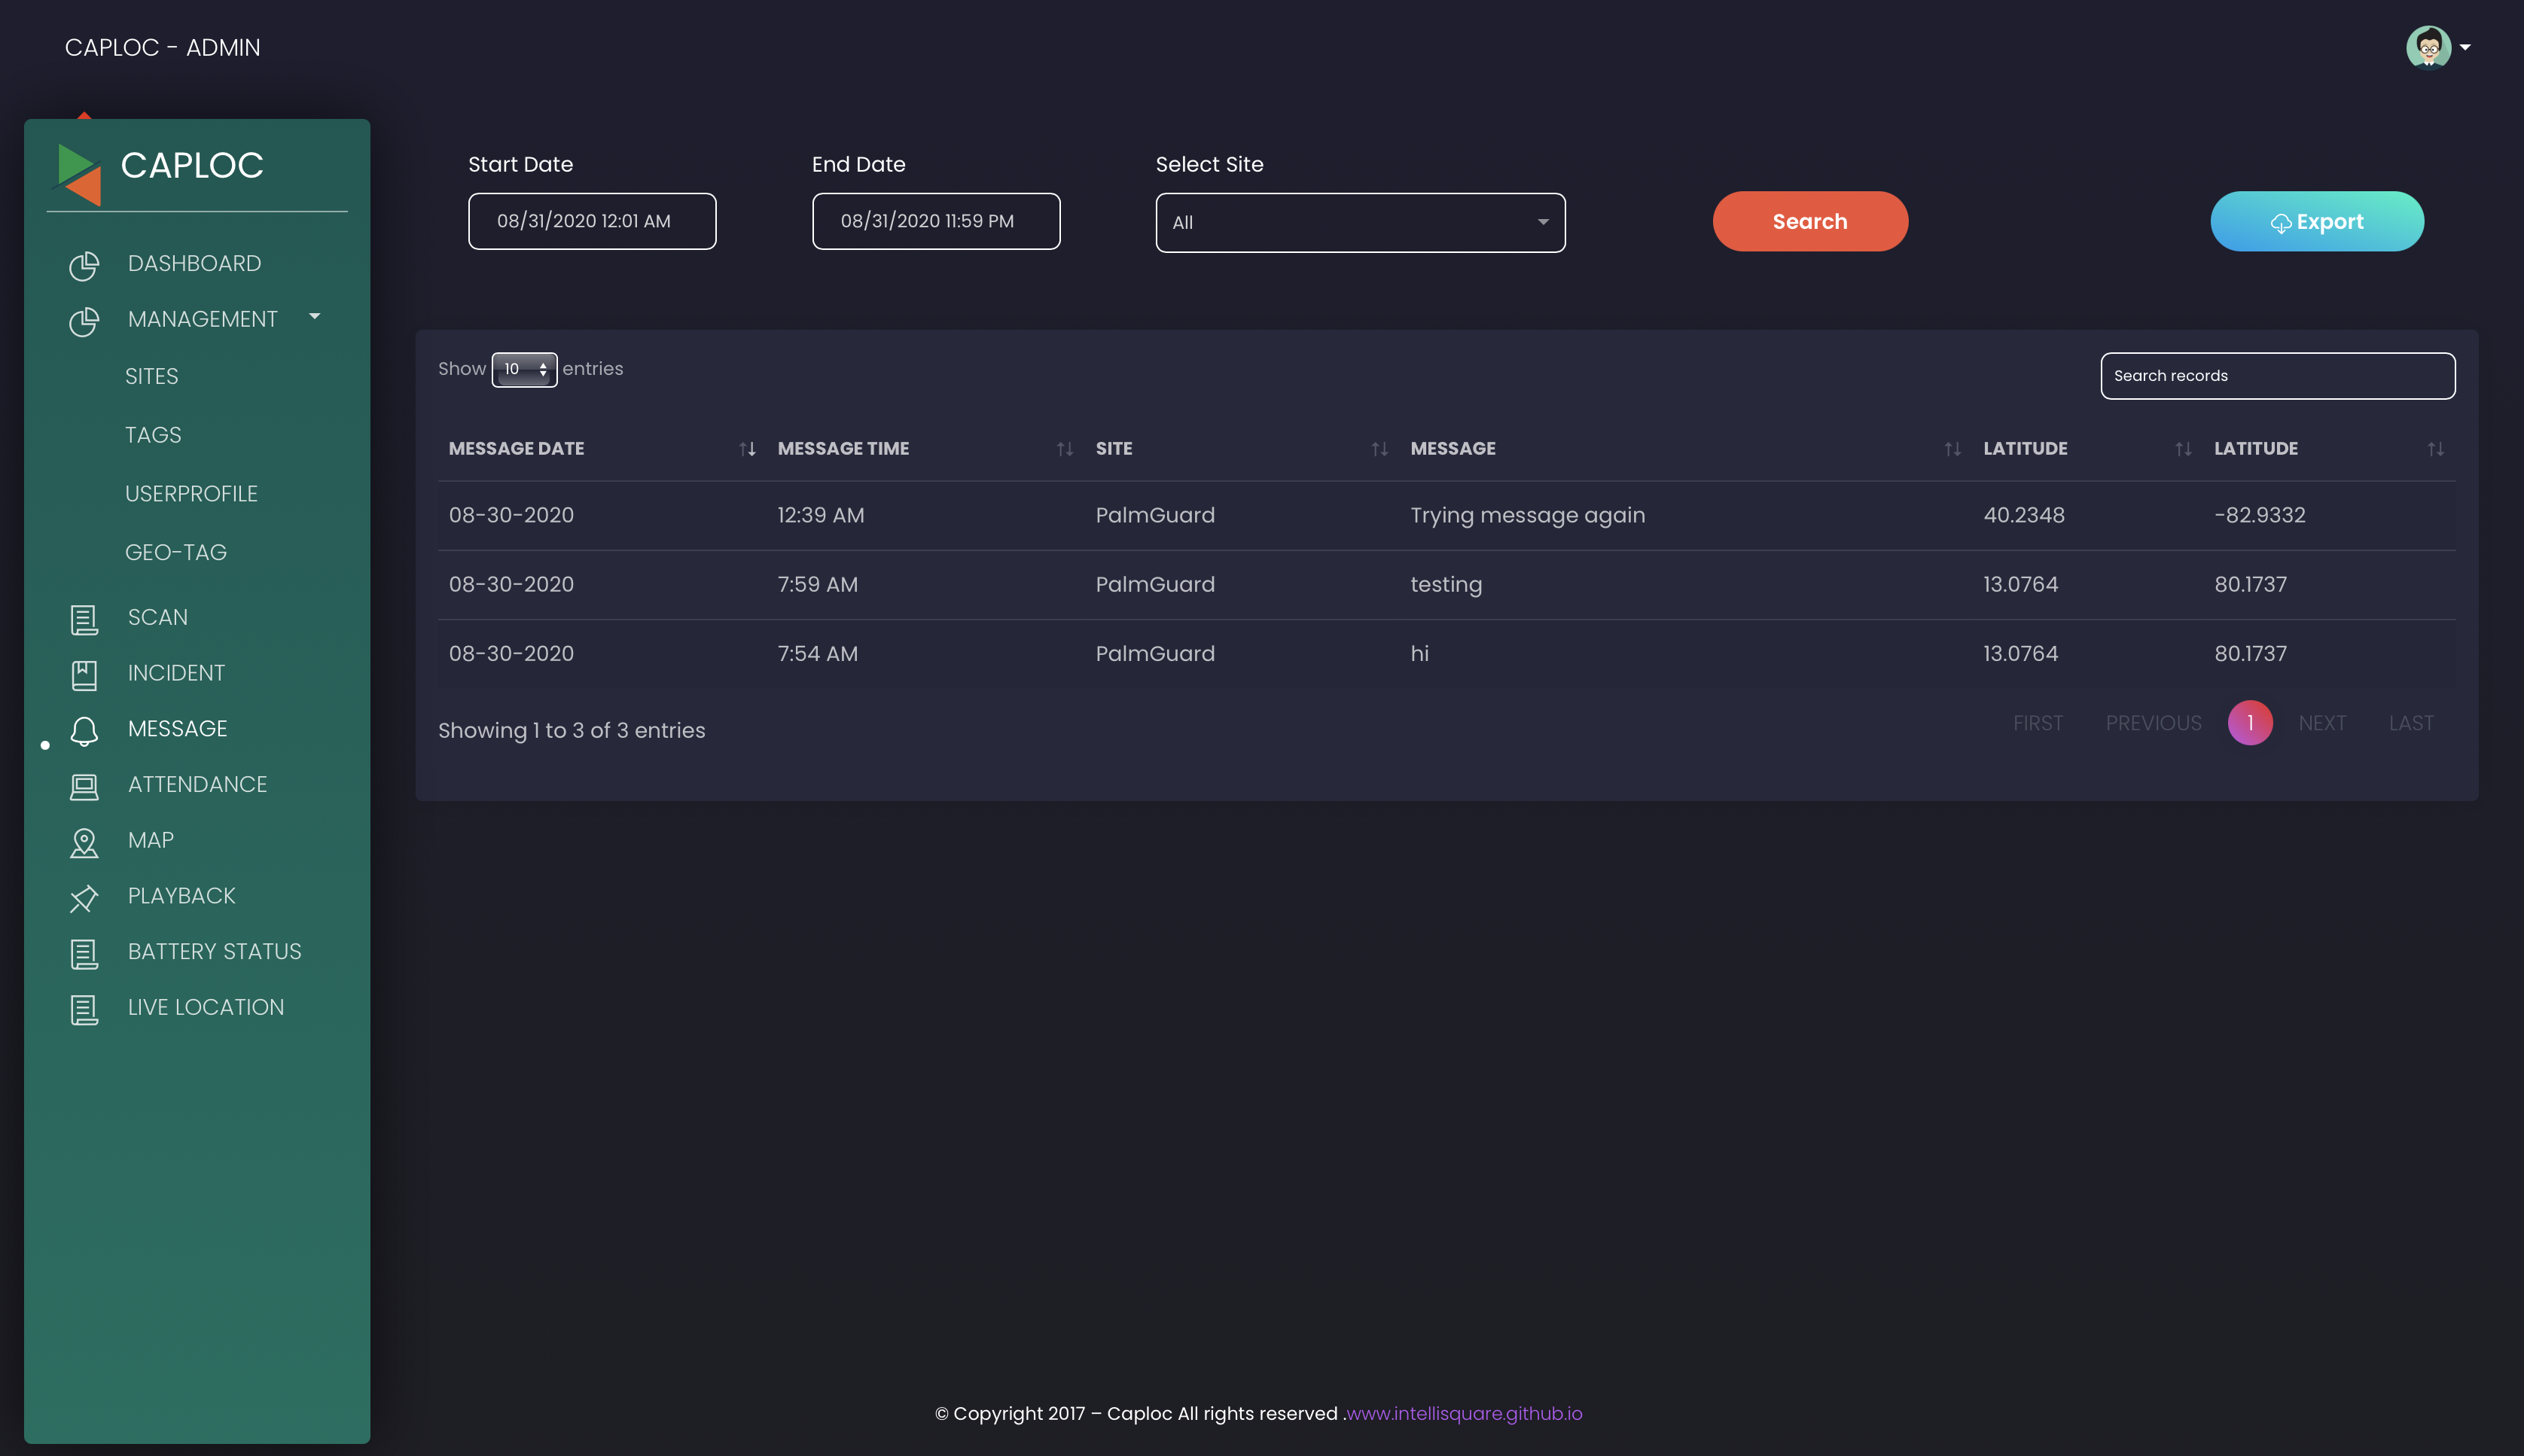 CAPLOC - ADMIN
CAPLOC
DASHBOARD
MANAGEMENT
SITES
TAGS
USERPROFILE
GEO-TAG
SCAN
INCIDENT
MESSAGE
ATTENDANCE
MAP
PLAYBACK
BATTERY STATUS
LIVE LOCATION
Start Date End Date Select Site
08/31/2020 12:01 AM 08/31/2020 11:59 PM All Search Export
Show 10 entries Search records
MESSAGE DATE MESSAGE TIME SITE MESSAGE LATITUDE LATITUDE
08-30-2020 12:39 AM PalmGuard Trying message again 40.2348 -82.9332
08-30-2020 7:59 AM PalmGuard testing 13.0764 80.1737
08-30-2020 7:54 AM PalmGuard hi 13.0764 80.1737
Showing 1 to 3 of 3 entries FIRST PREVIOUS 1 NEXT LAST
© Copyright 2017 – Caploc All rights reserved .www.intellisquare.github.io